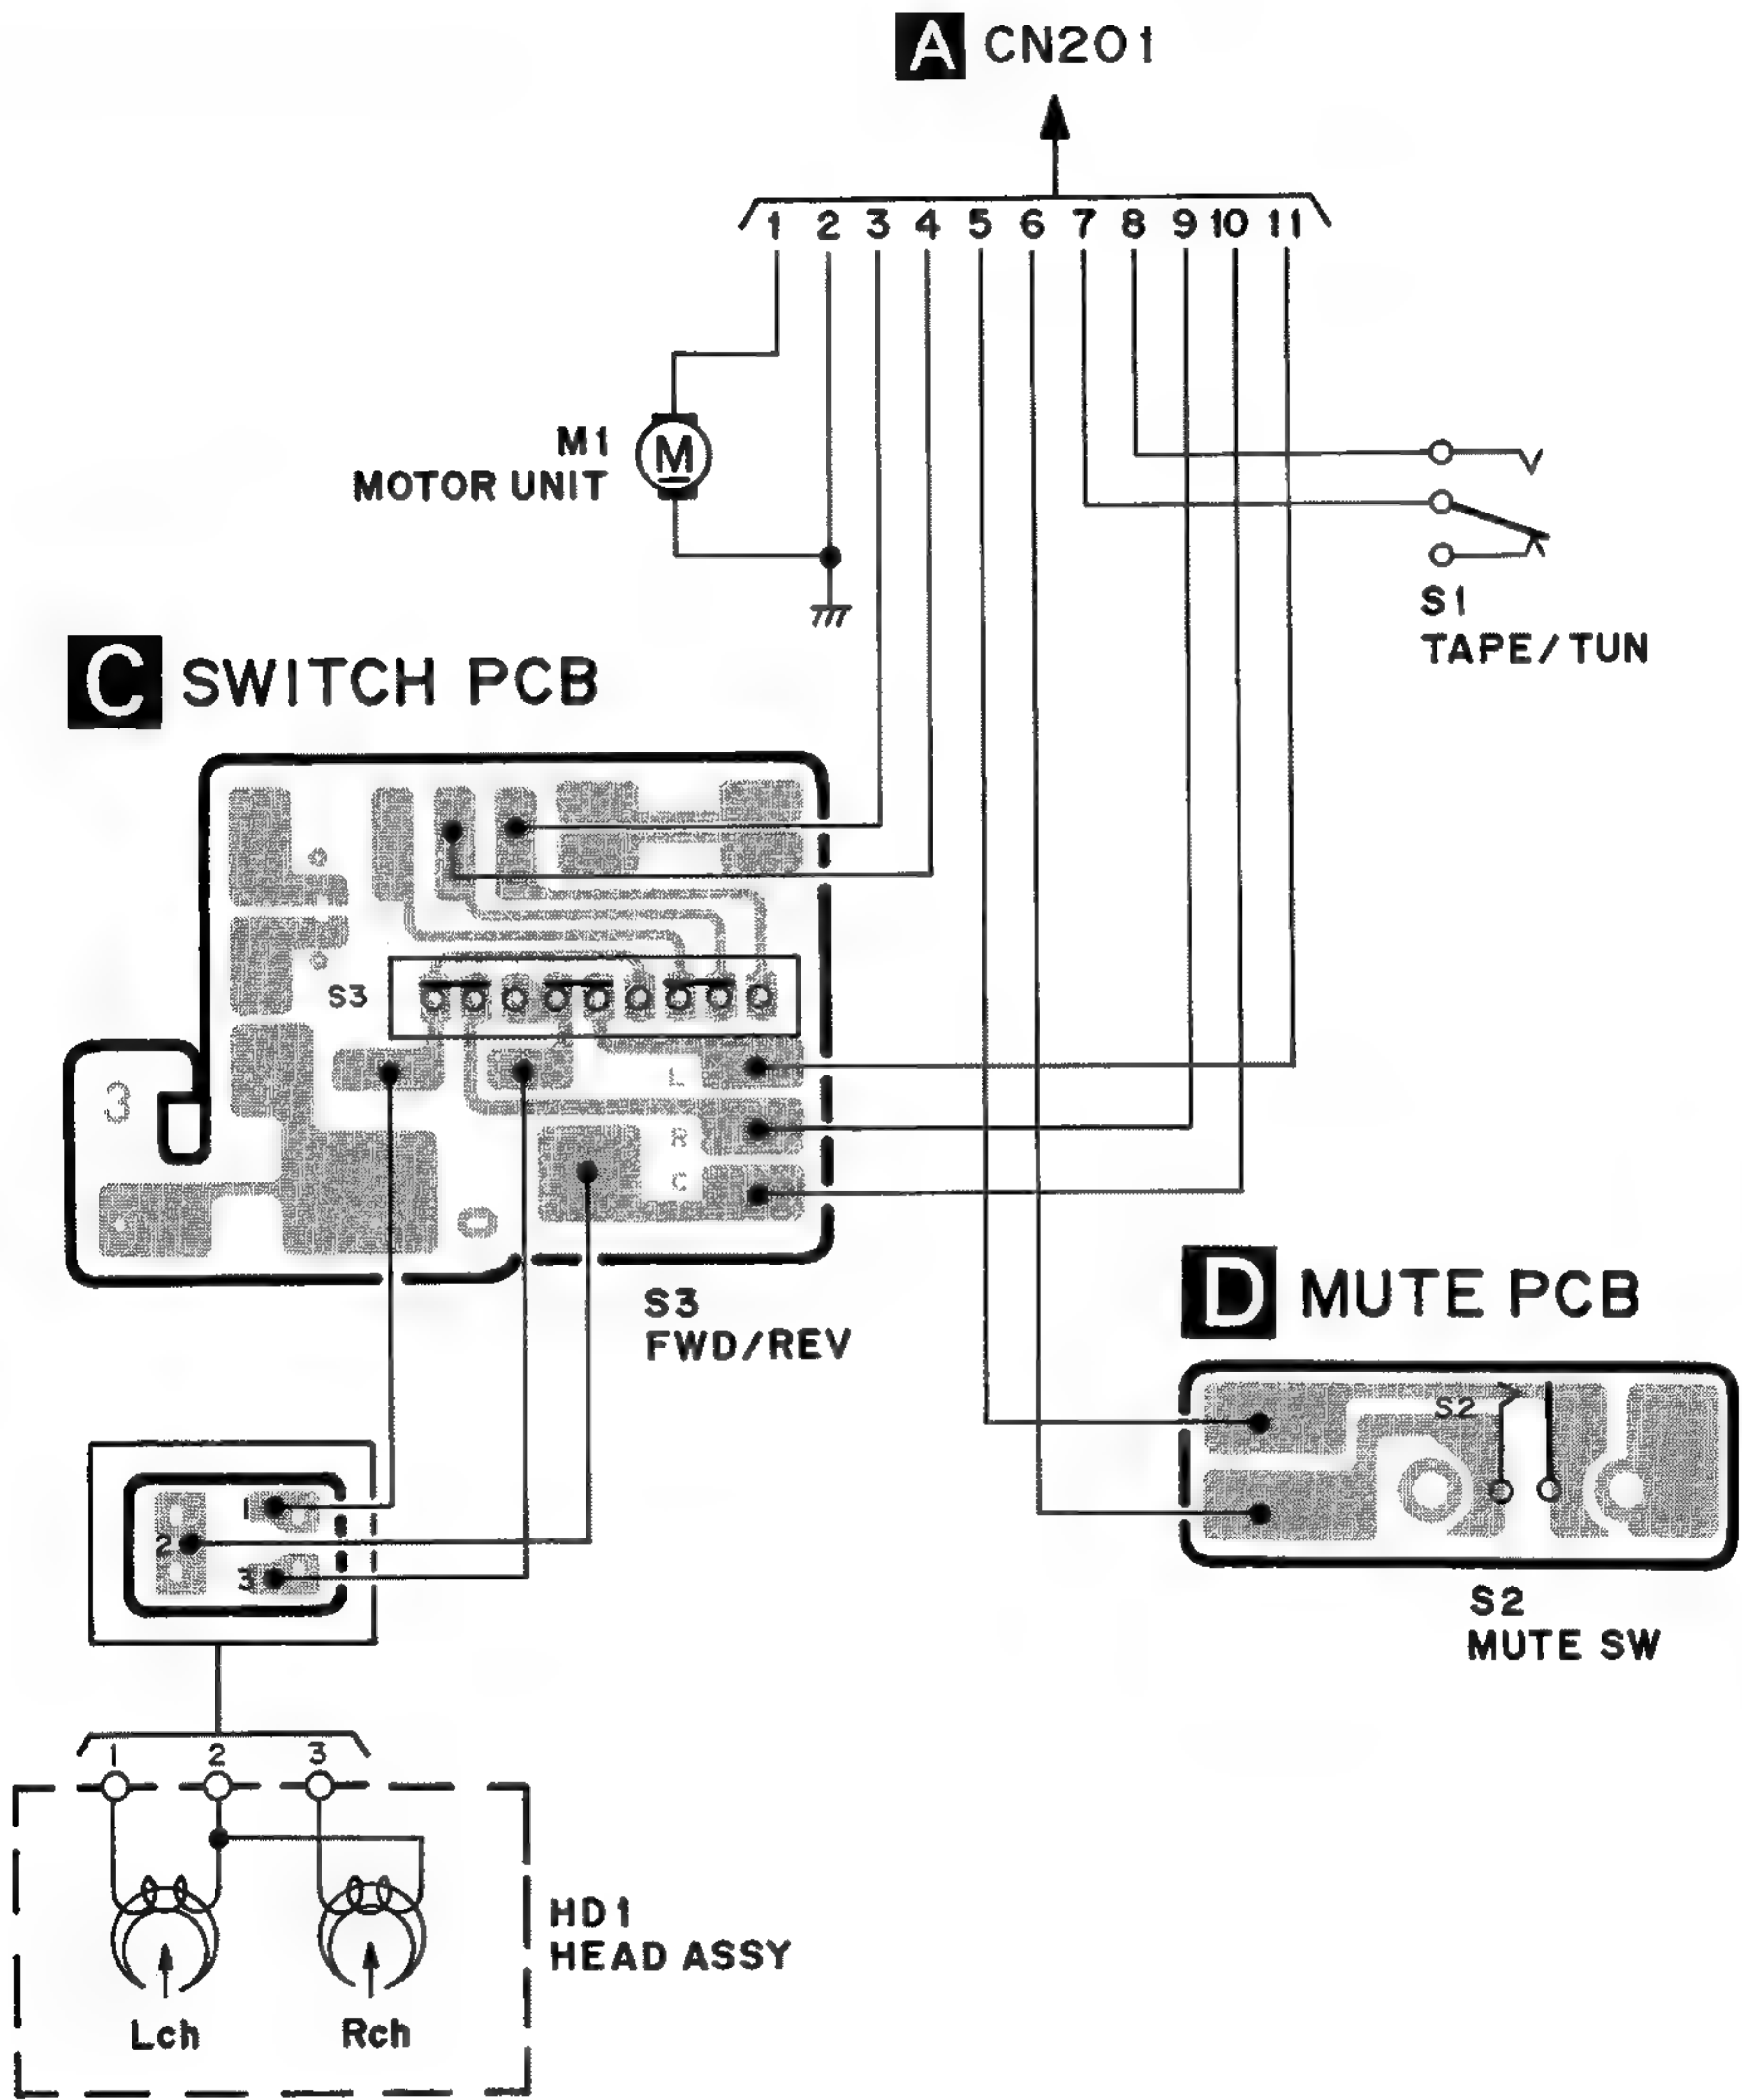 A CN201
1 2 3 4 5 6 7 8 9 10 11
M1
MOTOR UNIT
M
S1
TAPE/TUN
C SWITCH PCB
S3
L
R
C
S3
FWD/REV
D MUTE PCB
S2
S2
MUTE SW
1
2
3
1 2 3
HD1
HEAD ASSY
Lch Rch